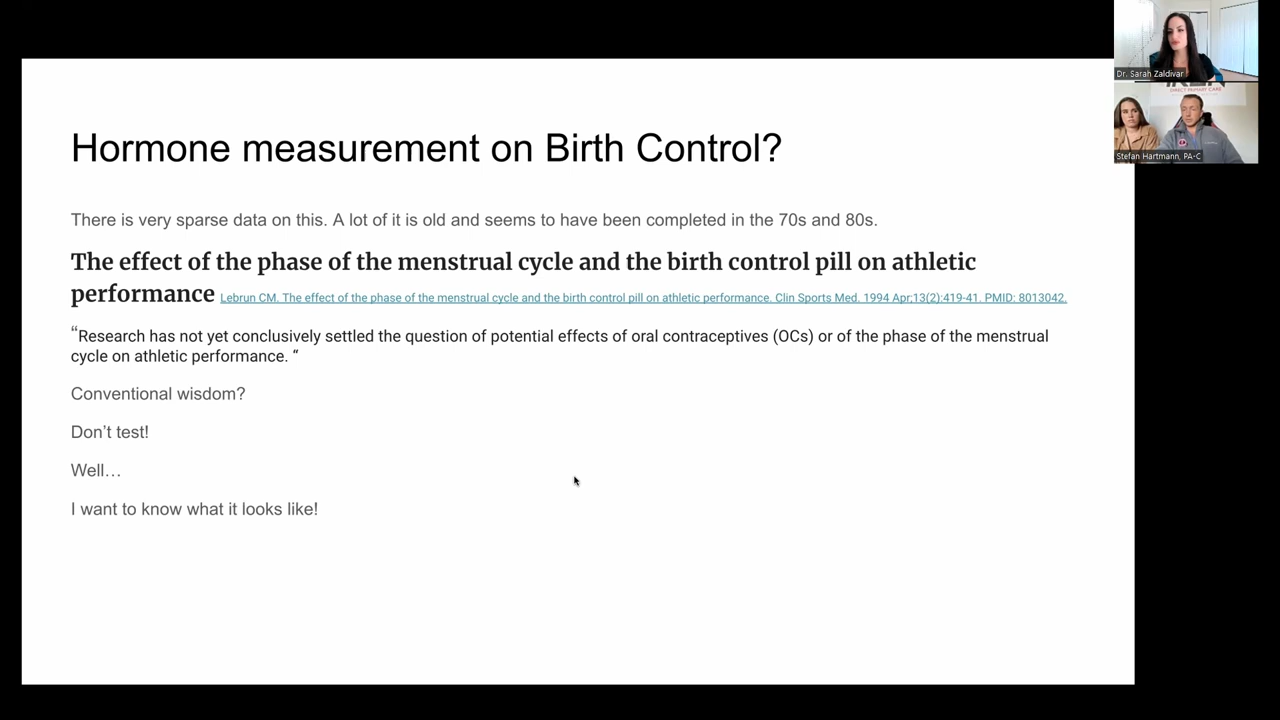 Hormone measurement on Birth Control?
There is very sparse data on this. A lot of it is old and seems to have been completed in the 70s and 80s.
The effect of the phase of the menstrual cycle and the birth control pill on athletic
performance Lebrun CM. The effect of the phase of the menstrual cycle and the birth control pill on athletic performance. Clin Sports Med. 1994 Apr;13(2):419-41. PMID: 8013042.
“Research has not yet conclusively settled the question of potential effects of oral contraceptives (OCs) or of the phase of the menstrual
cycle on athletic performance. “
Conventional wisdom?
Don’t test!
Well…
I want to know what it looks like!
Dr. Sarah Zaldivar
DIRECT PRIMARY CARE
Stefan Hartmann, PA-C